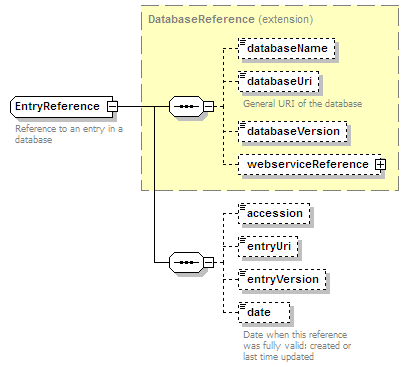 DatabaseReference (extension)
databaseName
databaseUri
General URI of the database
databaseVersion
webserviceReference
EntryReference
Reference to an entry in a
database
accession
entryUri
entryVersion
date
Date when this reference
was fully valid: created or
last time updated